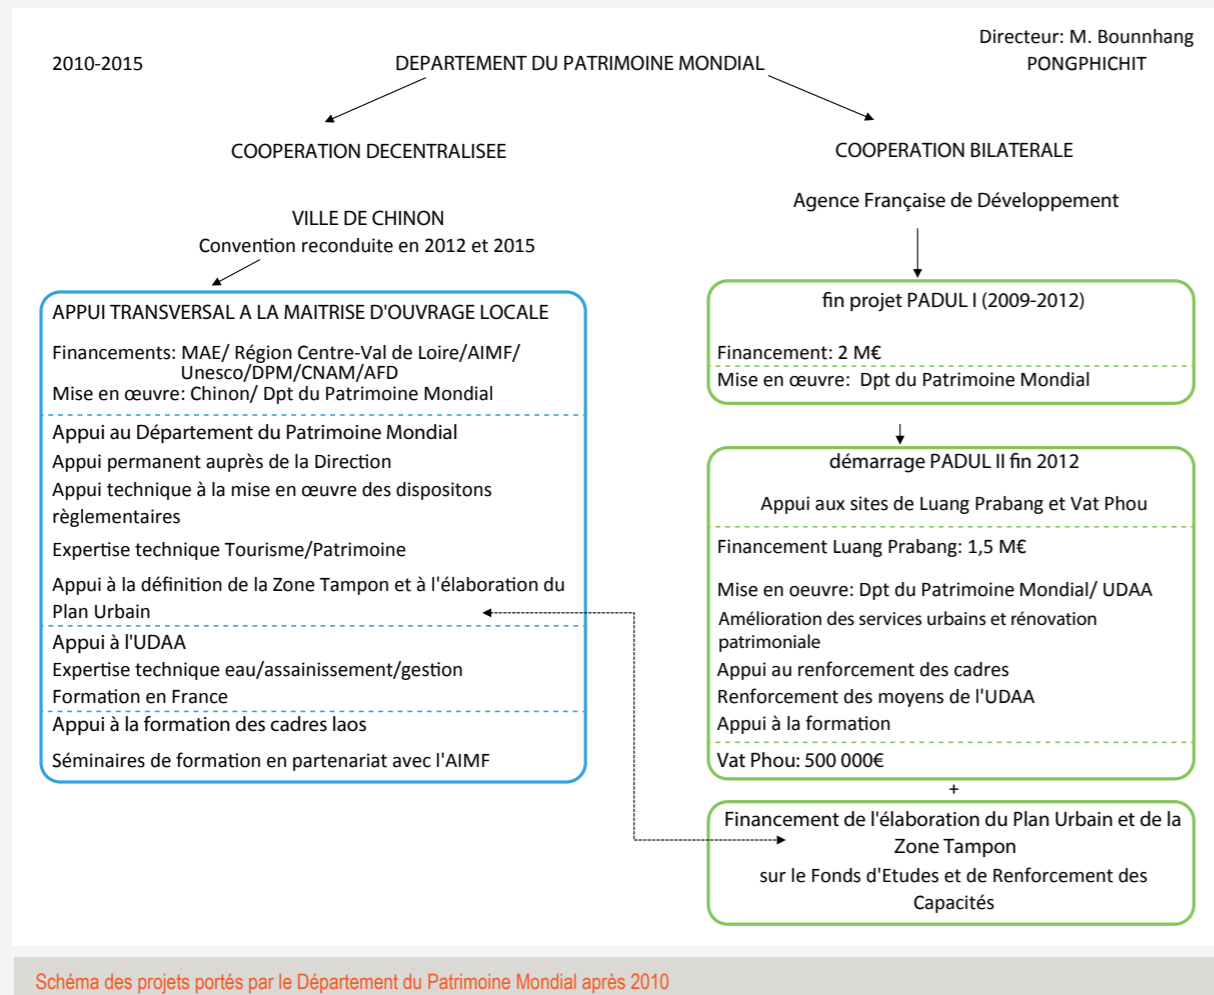 2010-2015
DEPARTEMENT DU PATRIMOINE MONDIAL
Directeur: M. Bounnhang
PONGPHICHIT
COOPERATION DECENTRALISEE
VILLE DE CHINON
Convention reconduite en 2012 et 2015
APPUI TRANSVERSAL A LA MAITRISE D'OUVRAGE LOCALE
Financements: MAE/ Région Centre-Val de Loire/AIMF/
Unesco/DPM/CNAM/AFD
Mise en œuvre: Chinon/ Dpt du Patrimoine Mondial
Appui au Département du Patrimoine Mondial
Appui permanent auprès de la Direction
Appui technique à la mise en œuvre des dispositons
règlementaires
Expertise technique Tourisme/Patrimoine
Appui à la définition de la Zone Tampon et à l'élaboration du
Plan Urbain
Appui à l'UDAA
Expertise technique eau/assainissement/gestion
Formation en France
Appui à la formation des cadres laos
Séminaires de formation en partenariat avec l'AIMF
COOPERATION BILATERALE
Agence Française de Développement
fin projet PADUL I (2009-2012)
Financement: 2 M€
Mise en œuvre: Dpt du Patrimoine Mondial
démarrage PADUL II fin 2012
Appui aux sites de Luang Prabang et Vat Phou
Financement Luang Prabang: 1,5 M€
Mise en oeuvre: Dpt du Patrimoine Mondial/ UDAA
Amélioration des services urbains et rénovation
patrimoniale
Appui au renforcement des cadres
Renforcement des moyens de l'UDAA
Appui à la formation
Vat Phou: 500 000€
+
Financement de l'élaboration du Plan Urbain et de la
Zone Tampon
sur le Fonds d'Etudes et de Renforcement des
Capacités
Schéma des projets portés par le Département du Patrimoine Mondial après 2010